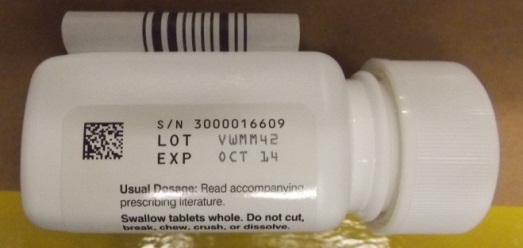 S/N 3000016609
LOT VWMM42
EXP OCT 14
Usual Dosage: Read accompanying
prescribing literature.
Swallow tablets whole. Do not cut,
break, chew, crush, or dissolve.